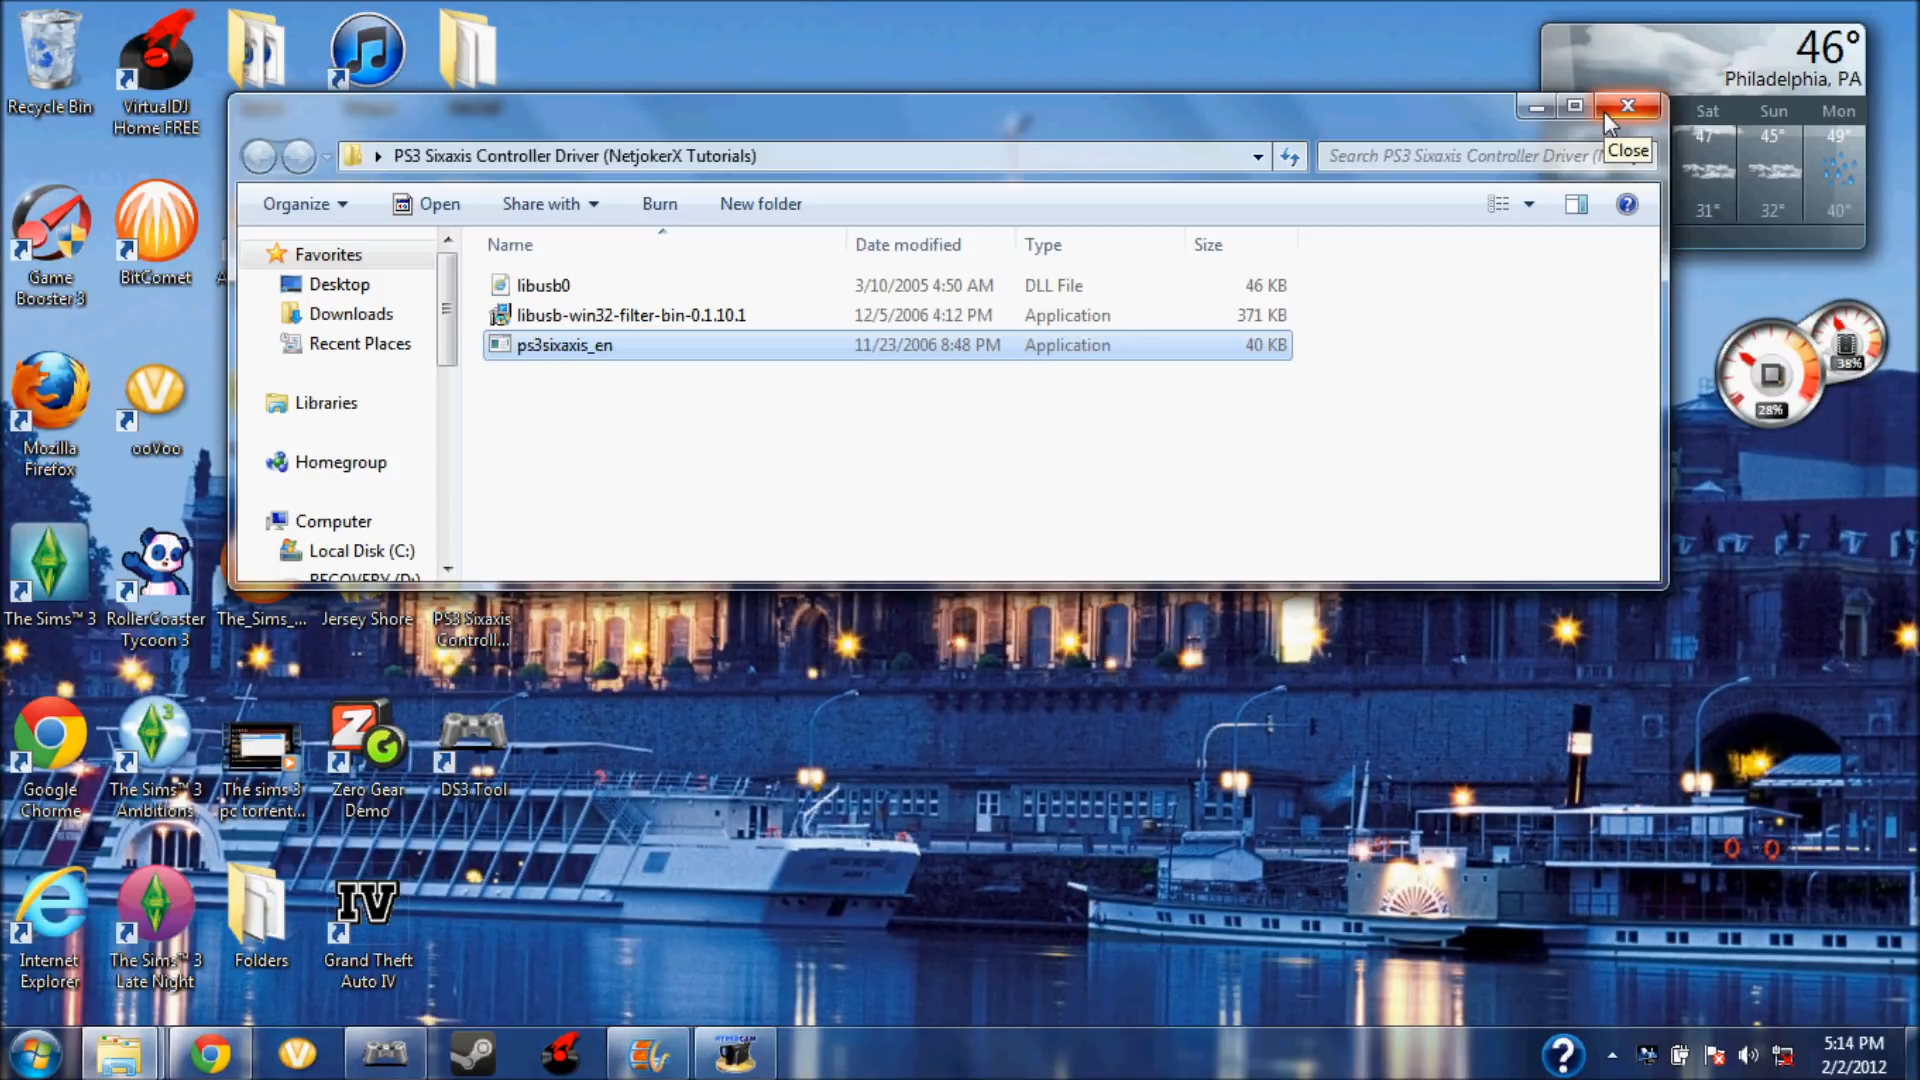 Recycle Bin
VirtualDJ
Home FREE
46°
Philadelphia, PA
Sat
Sun
Mon
47°
45°
49°
31°
32°
40°
Close
PS3 Sixaxis Controller Driver (NetjokerX Tutorials)
Search PS3 Sixaxis Controller Driver (
Organize
Open
Share with
Burn
New folder
Name
Date modified
Type
Size
Favorites
Desktop
Downloads
Recent Places
Libraries
Homegroup
Computer
Local Disk (C:)
RECOVERY (D:)
libusb0
3/10/2005 4:50 AM
DLL File
46 KB
libusb-win32-filter-bin-0.1.10.1
12/5/2006 4:12 PM
Application
371 KB
ps3sixaxis_en
11/23/2006 8:48 PM
Application
40 KB
38%
28%
Game
Booster 3
BitComet
Mozilla
Firefox
ooVoo
The Sims™ 3
RollerCoaster
Tycoon 3
The_Sims_...
Jersey Shore
PS3 Sixaxis
Controll...
Google
Chorme
The Sims™ 3
Ambitions
The sims 3
pc torrent...
Zero Gear
Demo
DS3 Tool
Internet
Explorer
The Sims™ 3
Late Night
Folders
IV
Grand Theft
Auto IV
HYPERCAM
5:14 PM
2/2/2012